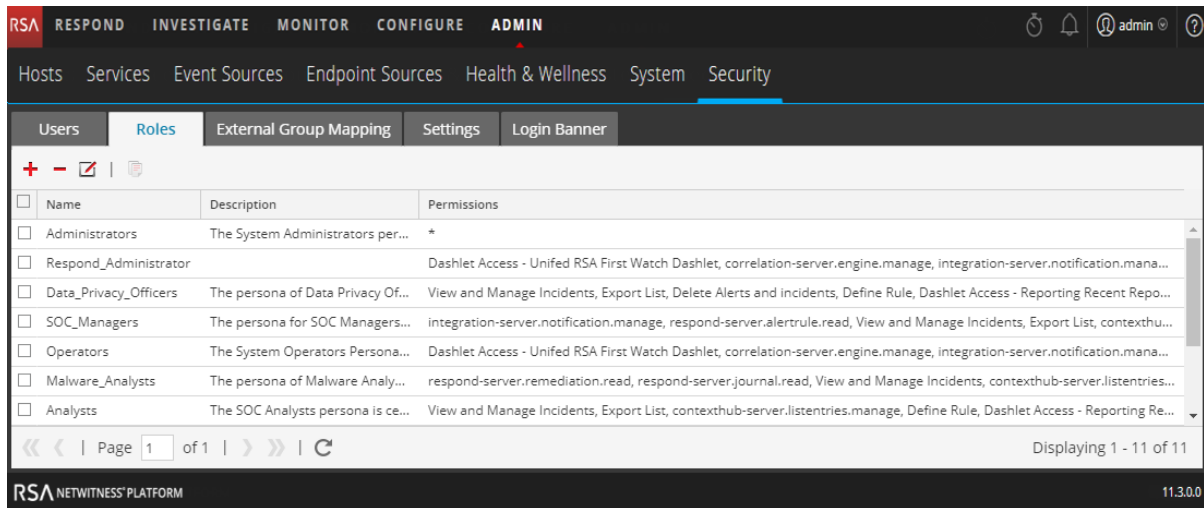 RSA RESPOND INVESTIGATE MONITOR CONFIGURE ADMIN admin ?
Hosts Services Event Sources Endpoint Sources Health & Wellness System Security
Users Roles External Group Mapping Settings Login Banner
Name Description Permissions
Administrators The System Administrators per... *
Respond_Administrator Dashlet Access - Unifed RSA First Watch Dashlet, correlation-server.engine.manage, integration-server.notification.mana...
Data_Privacy_Officers The persona of Data Privacy Of... View and Manage Incidents, Export List, Delete Alerts and incidents, Define Rule, Dashlet Access - Reporting Recent Repo...
SOC_Managers The persona for SOC Managers... integration-server.notification.manage, respond-server.alertrule.read, View and Manage Incidents, Export List, contexthu...
Operators The System Operators Persona... Dashlet Access - Unifed RSA First Watch Dashlet, correlation-server.engine.manage, integration-server.notification.mana...
Malware_Analysts The persona of Malware Analy... respond-server.remediation.read, respond-server.journal.read, View and Manage Incidents, contexthub-server.listentries...
Analysts The SOC Analysts persona is ce... View and Manage Incidents, Export List, contexthub-server.listentries.manage, Define Rule, Dashlet Access - Reporting Re...
Page 1 of 1 Displaying 1 - 11 of 11
RSA NETWITNESS® PLATFORM 11.3.0.0